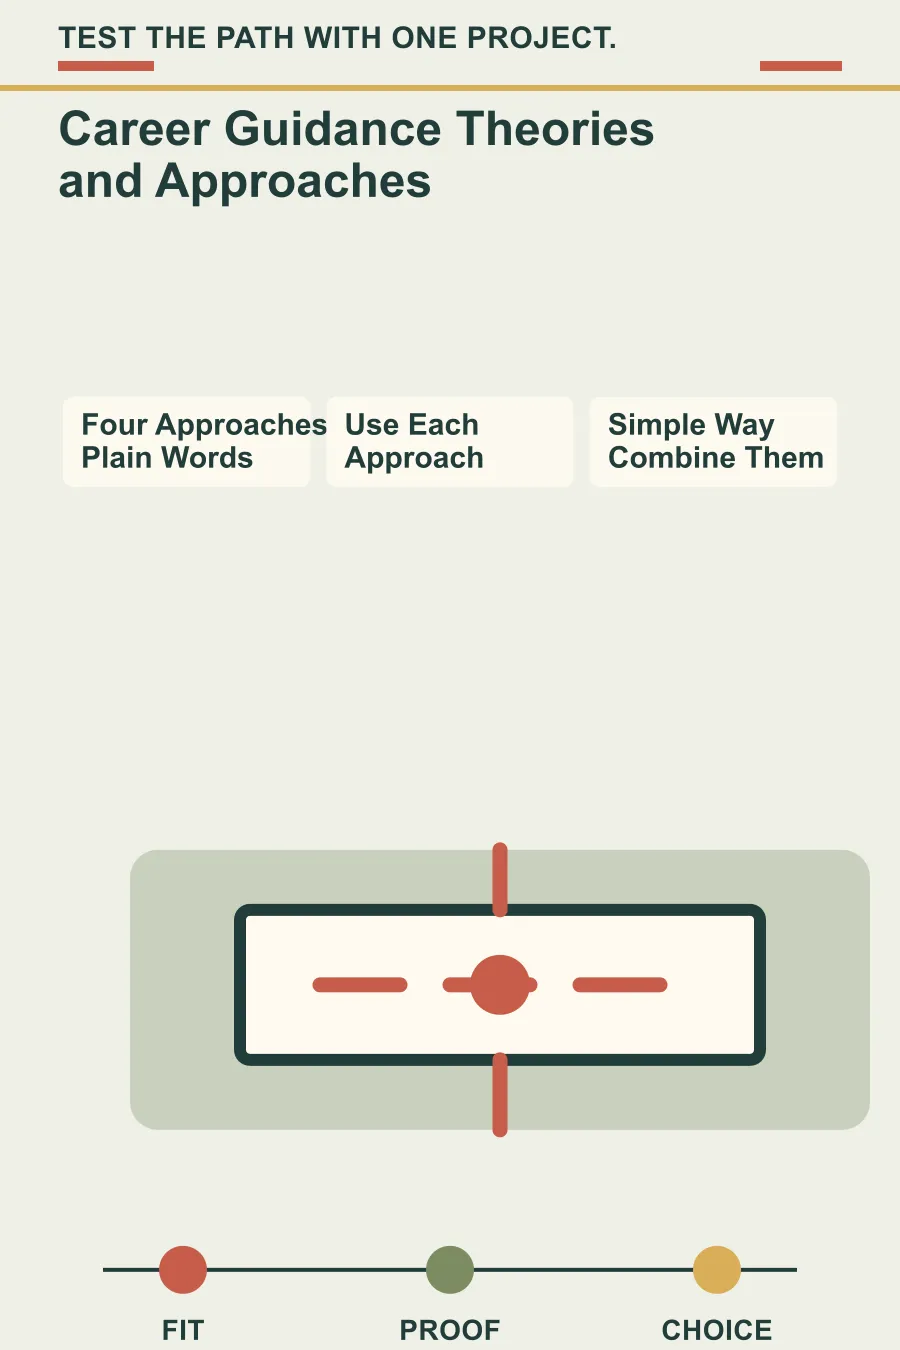 TEST THE PATH WITH ONE PROJECT.
Career Guidance Theories
and Approaches
Four Approaches
Plain Words
Use Each
Approach
Simple Way
Combine Them
FIT
PROOF
CHOICE